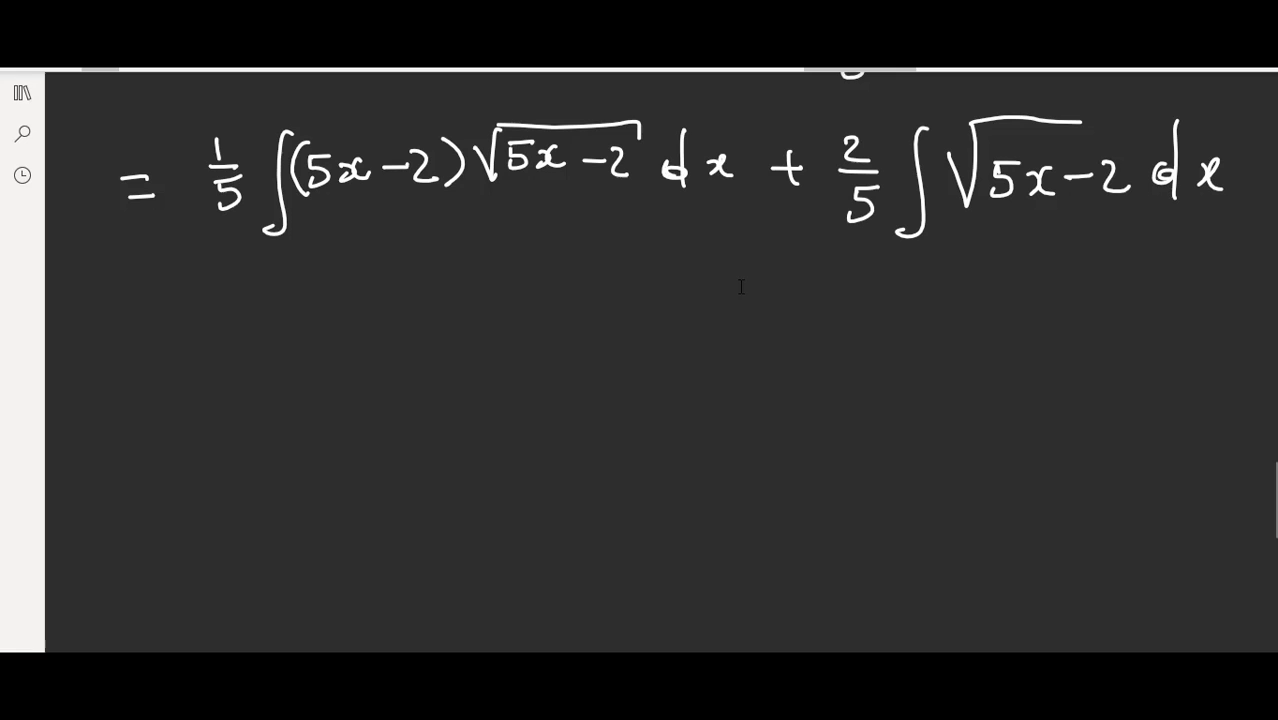 = 1/5 ∫(5x-2)√(5x-2) dx + 2/5 ∫√(5x-2) dx